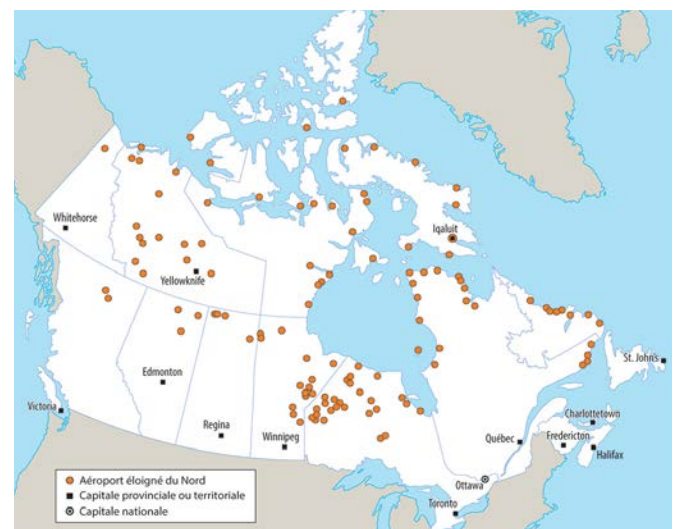 Iqaluit
Whitehorse
Yellowknife
St. John's
Edmonton
Victoria
Charlottetown
Regina
Winnipeg
Québec
Fredericton
Halifax
Ottawa
Toronto
Aéroport éloigné du Nord
Capitale provinciale ou territoriale
Capitale nationale